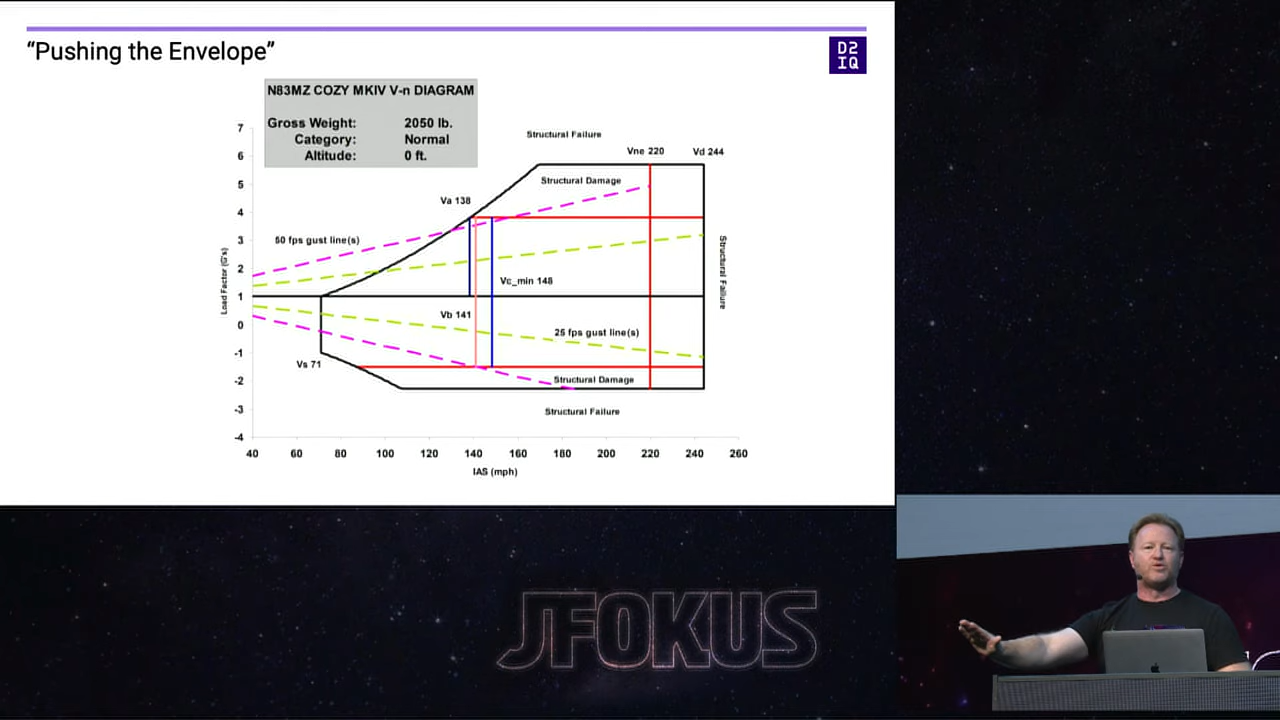 “Pushing the Envelope”
D2
IQ
N83MZ COZY MKIV V-n DIAGRAM
Gross Weight: 2050 lb.
Category: Normal
Altitude: 0 ft.
Structural Failure
Vne 220
Vd 244
Structural Damage
Va 138
50 fps gust line(s)
Vc_min 148
Vb 141
25 fps gust line(s)
Vs 71
Structural Damage
Structural Failure
Structural Failure
Load Factor (G's)
7
6
5
4
3
2
1
0
-1
-2
-3
-4
40 60 80 100 120 140 160 180 200 220 240 260
IAS (mph)
JFOKUS